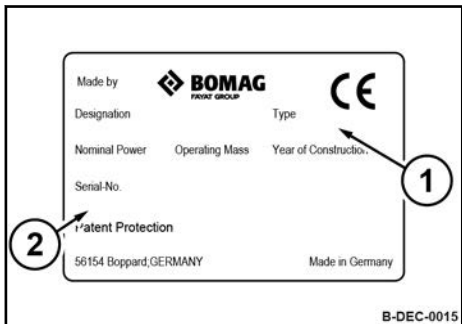 Made by BOMAG CE
FAYAT GROUP
Designation Type
Nominal Power Operating Mass Year of Construction
1
Serial-No.
2
Patent Protection
56154 Boppard;GERMANY Made in Germany
B-DEC-0015